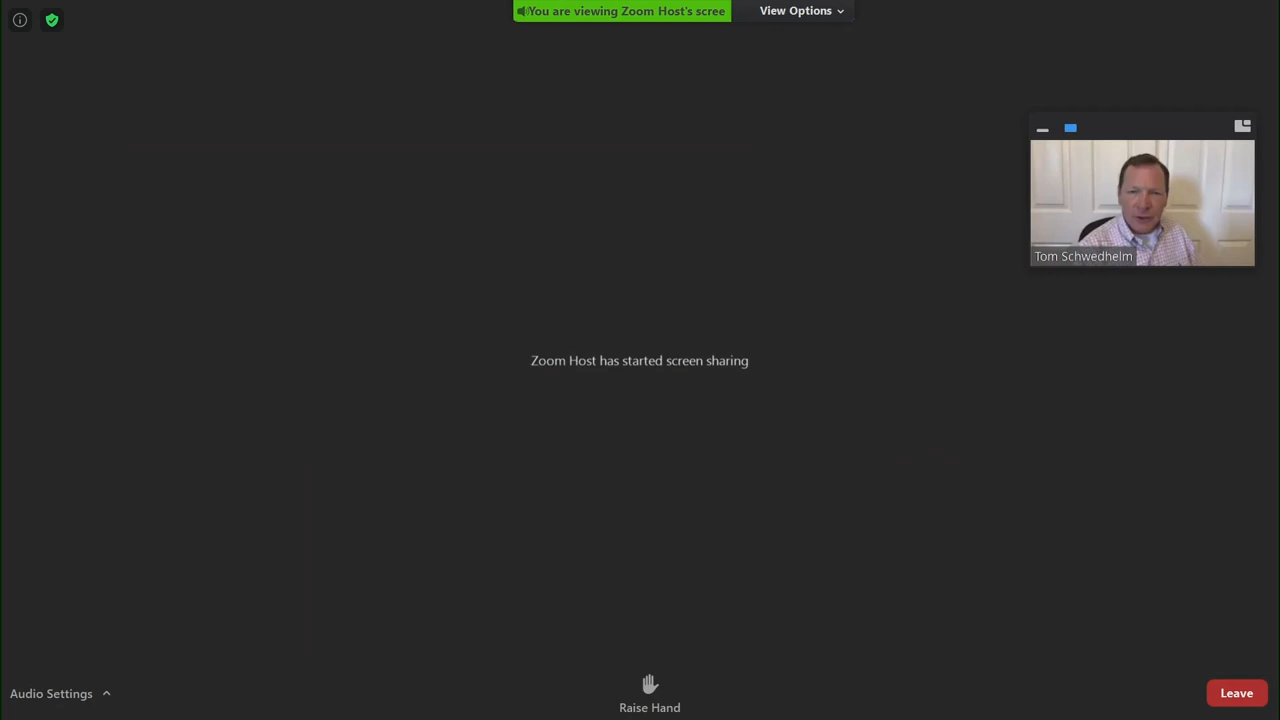 You are viewing Zoom Host's scree
View Options
Tom Schwedhelm
Zoom Host has started screen sharing
Audio Settings
Raise Hand
Leave